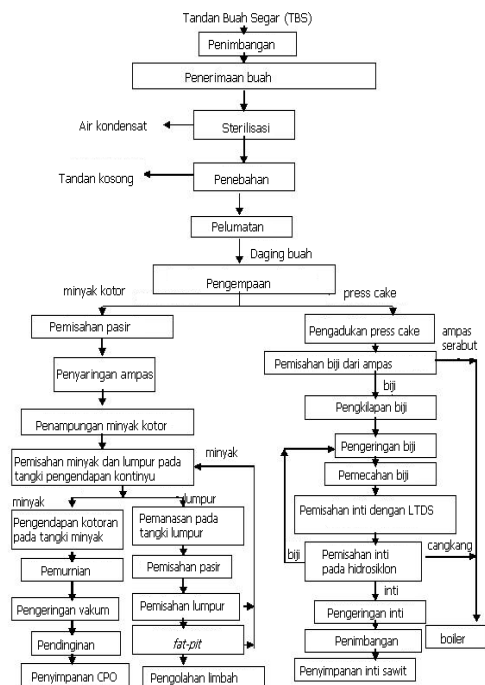 Tandan Buah Segar (TBS)
Penimbangan
Penerimaan buah
Air kondensat
Sterilisasi
Tandan kosong
Penebahan
Pelumatan
Daging buah
Pengempaan
minyak kotor
press cake
Pemisahan pasir
Penyaringan ampas
Penampungan minyak kotor
Pemisahan minyak dan lumpur pada
tangki pengendapan kontinyu
minyak
minyak
lumpur
Pengendapan kotoran
pada tangki minyak
Pemurnian
Pengeringan vakum
Pendinginan
Penyimpanan CPO
Pemanasan pada
tangki lumpur
Pemisahan pasir
Pemisahan lumpur
fat-pit
Pengolahan limbah
Pengadukan press cake
ampas
serabut
Pemisahan biji dari ampas
biji
Pengkilapan biji
Pengeringan biji
Pemecahan biji
Pemisahan inti dengan LTDS
biji
Pemisahan inti
pada hidrosiklon
cangkang
inti
Pengeringan inti
Penimbangan
boiler
Penyimpanan inti sawit